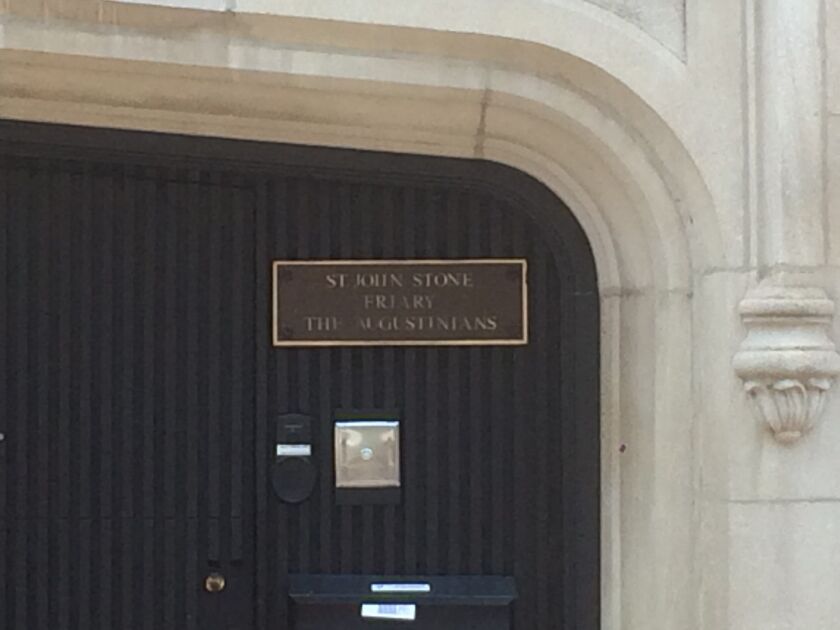 ST JOHN STONE
FRIARY
THE AUGUSTINIANS